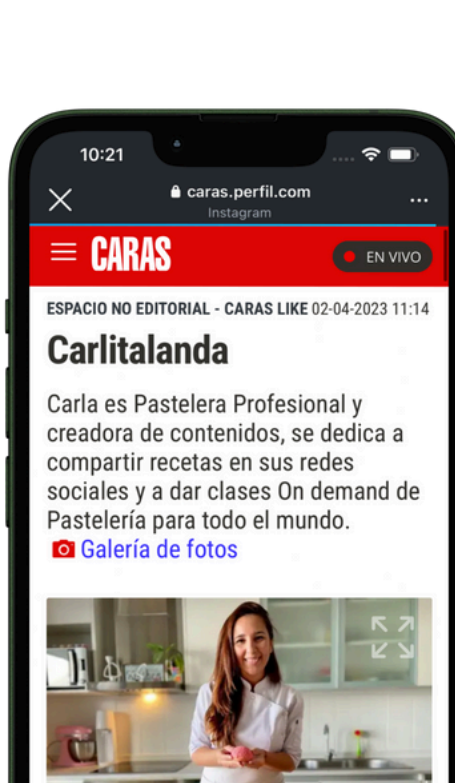 10:21
caras.perfil.com
Instagram
CARAS
EN VIVO
ESPACIO NO EDITORIAL - CARAS LIKE 02-04-2023 11:14
Carlitalanda
Carla es Pastelera Profesional y
creadora de contenidos, se dedica a
compartir recetas en sus redes
sociales y a dar clases On demand de
Pastelería para todo el mundo.
Galería de fotos